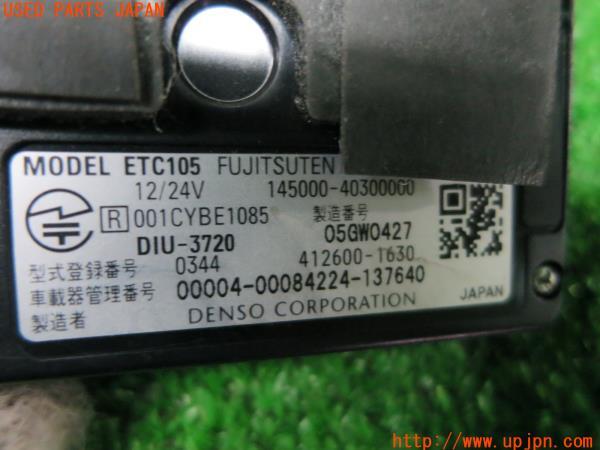 USED PARTS JAPAN
MODEL ETC105 FUJITSUTEN
12/24V 145000-40300000
R 001CYBE1085 製造番号
DIU-3720 05GW0427
型式登録番号 0344 412600-1630
車載器管理番号 00004-00084224-137640
製造者 DENSO CORPORATION JAPAN
http://www.upjpn.com/